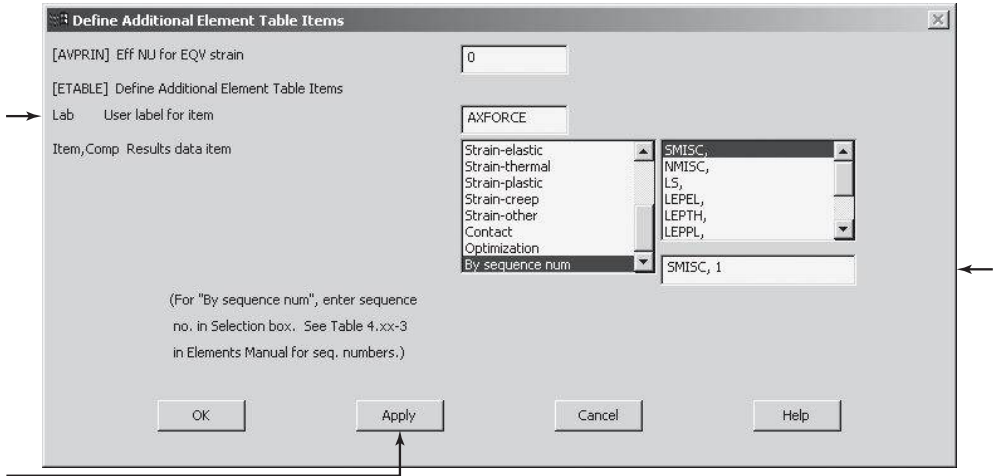 Define Additional Element Table Items
[AVPRIN] Eff NU for EQV strain
0
[ETABLE] Define Additional Element Table Items
Lab User label for item
AXFORCE
Item,Comp Results data item
Strain-elastic
Strain-thermal
Strain-plastic
Strain-creep
Strain-other
Contact
Optimization
By sequence num
SMISC,
NMISC,
LS,
LEPEL,
LEPTH,
LEPPL,
SMISC, 1
(For "By sequence num", enter sequence
no. in Selection box. See Table 4.xx-3
in Elements Manual for seq. numbers.)
OK
Apply
Cancel
Help